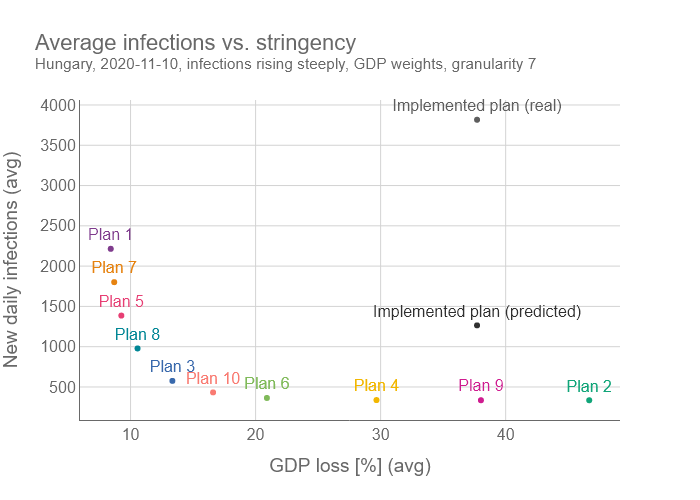 Average infections vs. stringency
Hungary, 2020-11-10, infections rising steeply, GDP weights, granularity 7
New daily infections (avg)
4000
3500
3000
2500
2000
1500
1000
500
Implemented plan (real)
Plan 1
Plan 7
Plan 5
Implemented plan (predicted)
Plan 8
Plan 3
Plan 10
Plan 6
Plan 4
Plan 9
Plan 2
10
20
30
40
GDP loss [%] (avg)